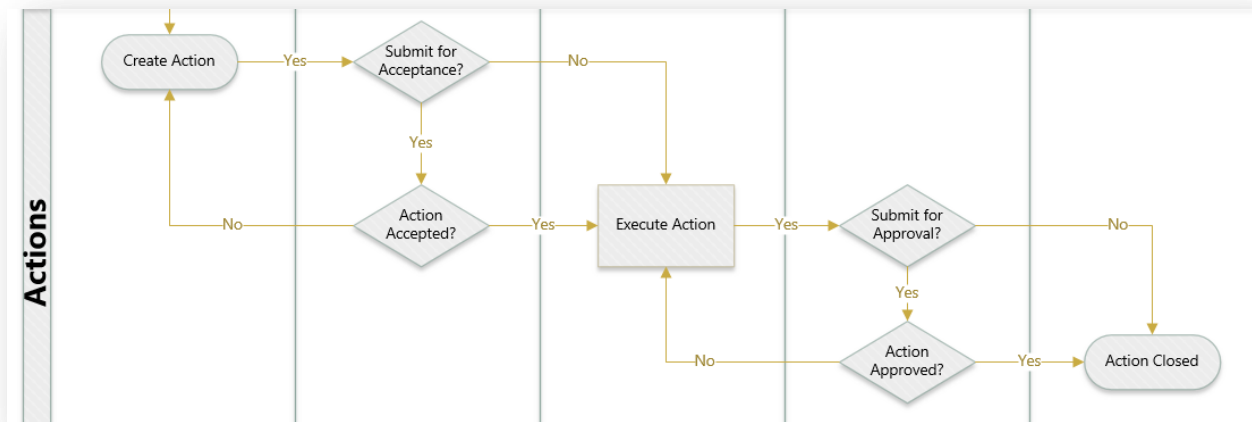 Create Action
Yes
Submit for
Acceptance?
No
Yes
Actions
No
Action
Accepted?
Yes
Execute Action
Yes
Submit for
Approval?
No
Yes
No
Action
Approved?
Yes
Action Closed